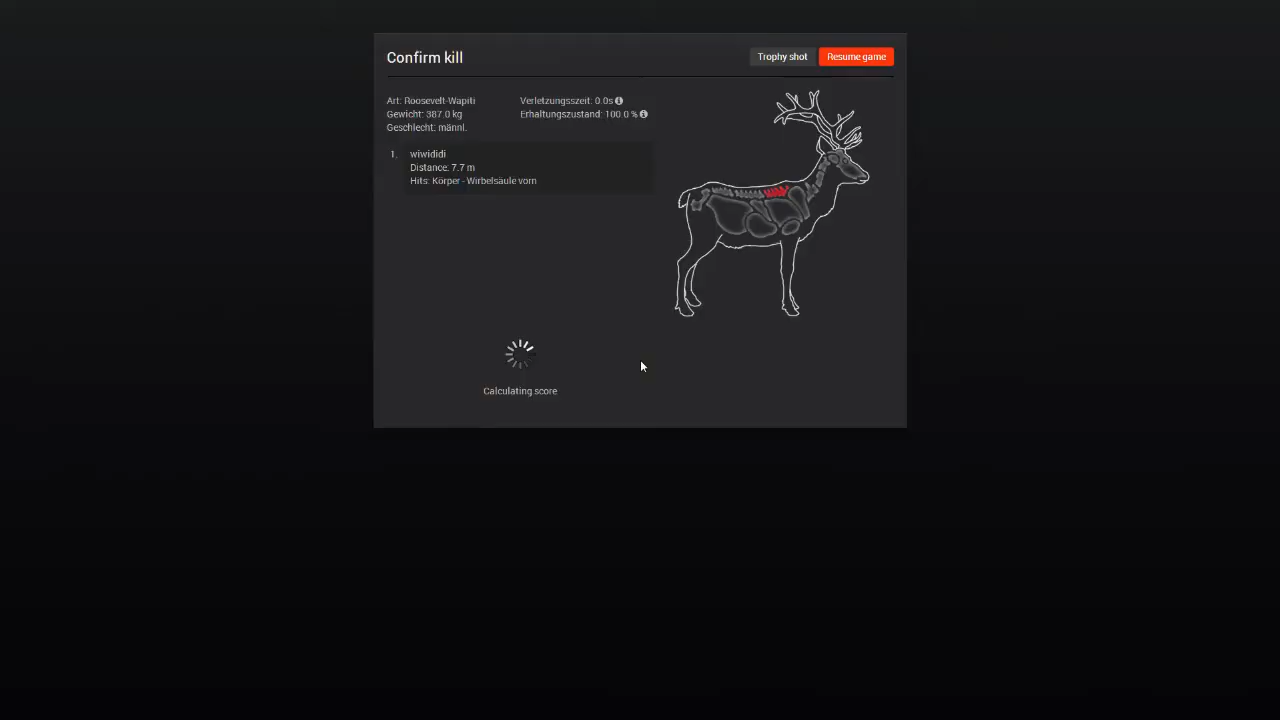 Confirm kill
Trophy shot
Resume game
Art: Roosevelt-Wapiti
Gewicht: 387.0 kg
Geschlecht: männl.
Verletzungsszeit: 0.0s
Erhaltungszustand: 100.0 %
1. wiwididi
Distance: 7.7 m
Hits: Körper - Wirbelsäule vorn
Calculating score